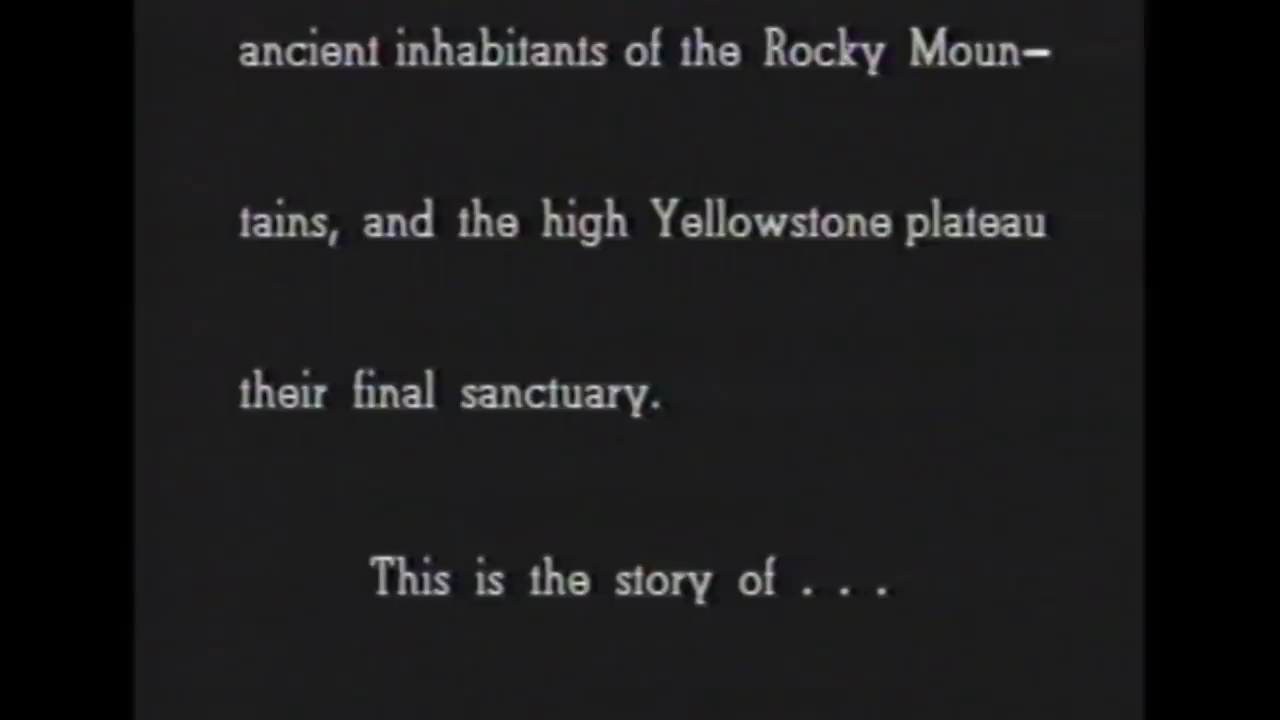 ancient inhabitants of the Rocky Moun-
tains, and the high Yellowstone plateau
their final sanctuary.
This is the story of . . .